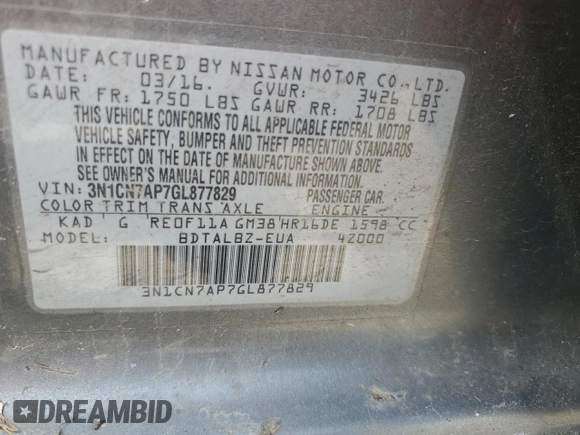 MANUFACTURED BY NISSAN MOTOR CO., LTD.
DATE: 03/16. GVWR: 3426 LBS
GAWR FR: 1750 LBS GAWR RR: 1708 LBS
THIS VEHICLE CONFORMS TO ALL APPLICABLE FEDERAL MOTOR
VEHICLE SAFETY, BUMPER AND THEFT PREVENTION STANDARDS
IN EFFECT ON THE DATE OF MANUFACTURE SHOWN ABOVE.
SEE OWNER'S MANUAL FOR ADDITIONAL INFORMATION.
VIN: 3N1CN7AP7GL877829 PASSENGER CAR
COLOR TRIM TRANS AXLE ENGINE
KAD G RE0F11A GM38 HR16DE 1598 CC
MODEL: BDTALBZ-EUA 4Z000
3N1CN7AP7GL877829
DREAMBID